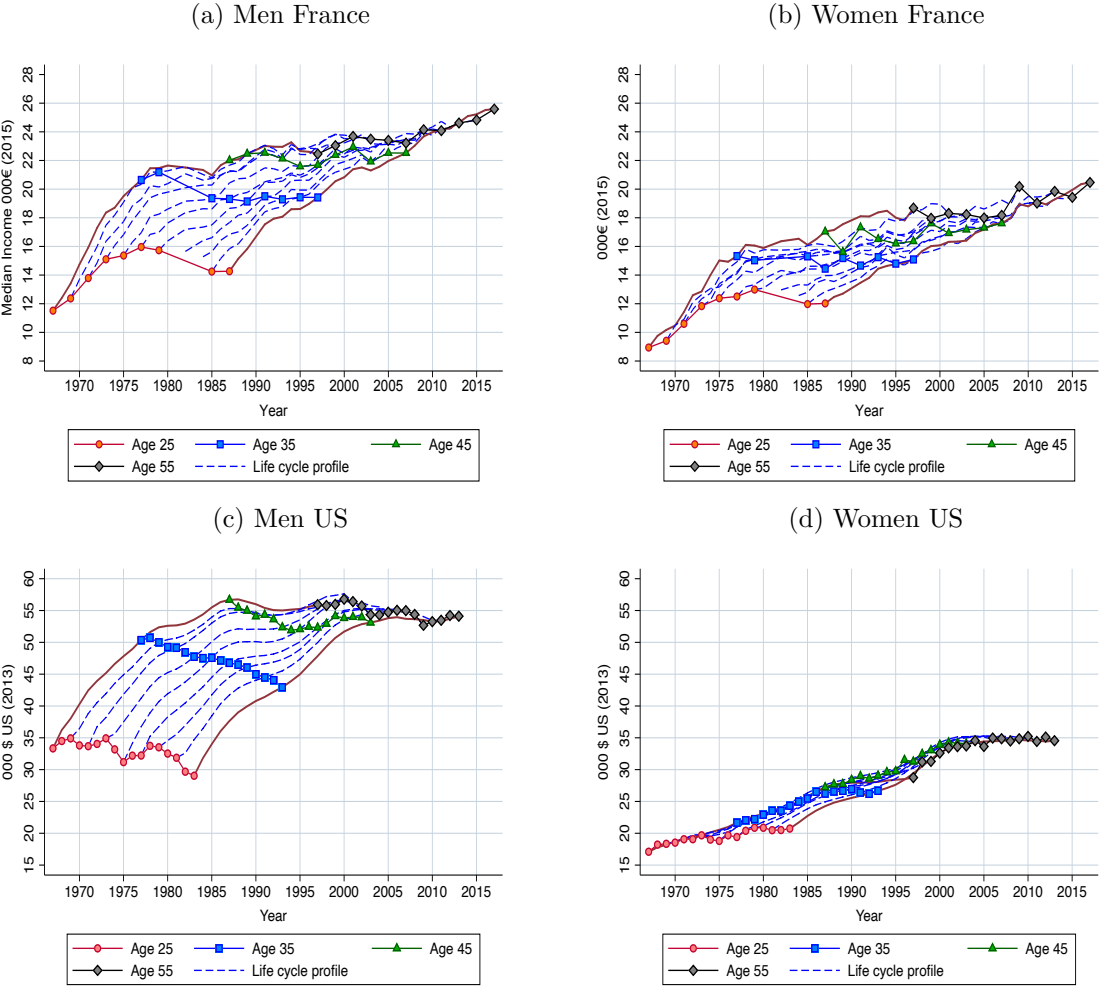 (a) Men France
Median Income 000€ (2015)
28
26
24
22
20
18
16
14
12
10
8
1970 1975 1980 1985 1990 1995 2000 2005 2010 2015
Year
Age 25 Age 35 Age 45
Age 55 Life cycle profile
(b) Women France
000€ (2015)
28
26
24
22
20
18
16
14
12
10
8
1970 1975 1980 1985 1990 1995 2000 2005 2010 2015
Year
Age 25 Age 35 Age 45
Age 55 Life cycle profile
(c) Men US
000 $ US (2013)
60
55
50
45
40
35
30
25
20
15
1970 1975 1980 1985 1990 1995 2000 2005 2010 2015
Year
Age 25 Age 35 Age 45
Age 55 Life cycle profile
(d) Women US
000 $ US (2013)
60
55
50
45
40
35
30
25
20
15
1970 1975 1980 1985 1990 1995 2000 2005 2010 2015
Year
Age 25 Age 35 Age 45
Age 55 Life cycle profile